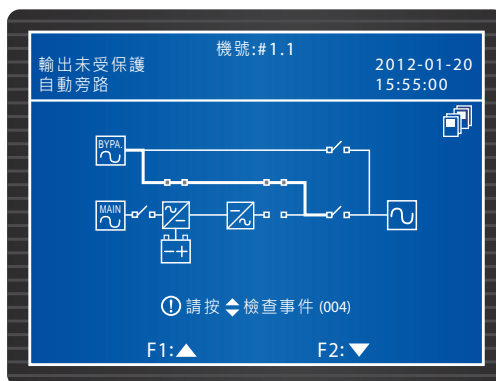 機號:#1.1
輸出未受保護
自動旁路
2012-01-20
15:55:00
BYPA.
MAIN
請按檢查事件 (004)
F1:
F2: